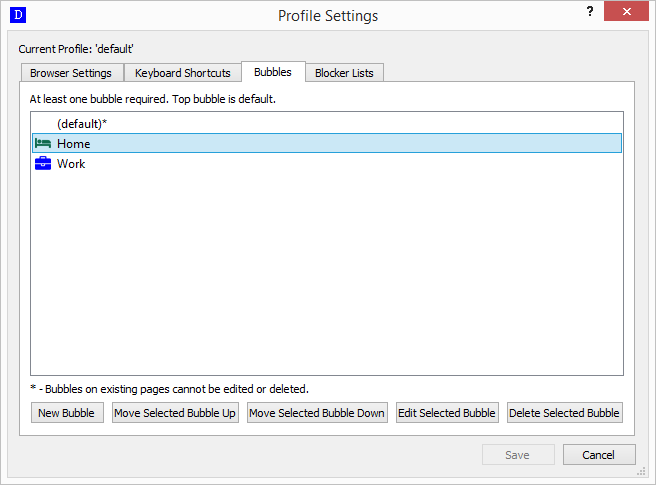 D
Profile Settings
?
Current Profile: 'default'
Browser Settings
Keyboard Shortcuts
Bubbles
Blocker Lists
At least one bubble required. Top bubble is default.
(default)*
Home
Work
* - Bubbles on existing pages cannot be edited or deleted.
New Bubble
Move Selected Bubble Up
Move Selected Bubble Down
Edit Selected Bubble
Delete Selected Bubble
Save
Cancel